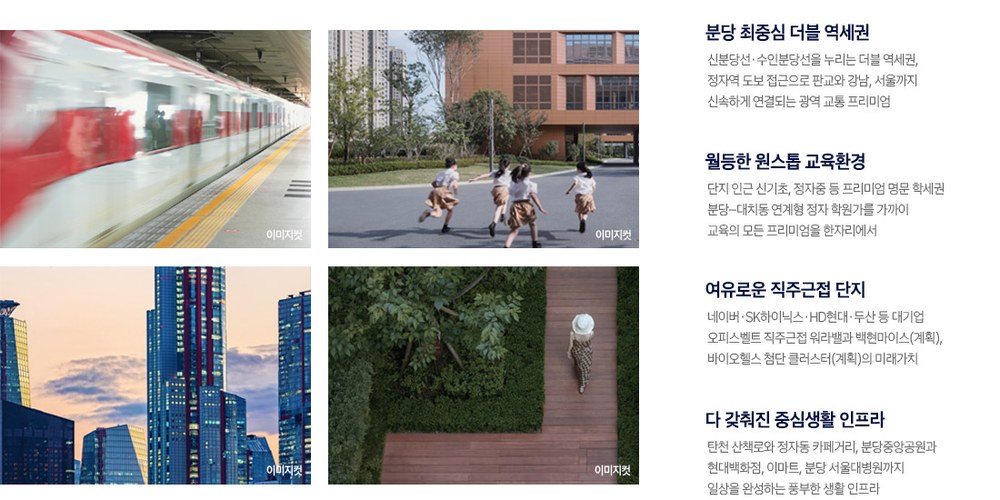 이미지컷
이미지컷
이미지컷
이미지컷
분당 최중심 더블 역세권
신분당선·수인분당선을 누리는 더블 역세권,
정자역 도보 접근으로 판교와 강남, 서울까지
신속하게 연결되는 광역 교통 프리미엄
월등한 원스톱 교육환경
단지 인근 신기초, 정자중 등 프리미엄 명문 학세권
분당–대치동 연계형 정자 학원가를 가까이
교육의 모든 프리미엄을 한자리에서
여유로운 직주근접 단지
네이버·SK하이닉스·HD현대·두산 등 대기업
오피스벨트 직주근접 워라밸과 백현마이스(계획),
바이오헬스 첨단 클러스터(계획)의 미래가치
다 갖춰진 중심생활 인프라
탄천 산책로와 정자동 카페거리, 분당중앙공원과
현대백화점, 이마트, 분당 서울대병원까지
일상을 완성하는 풍부한 생활 인프라